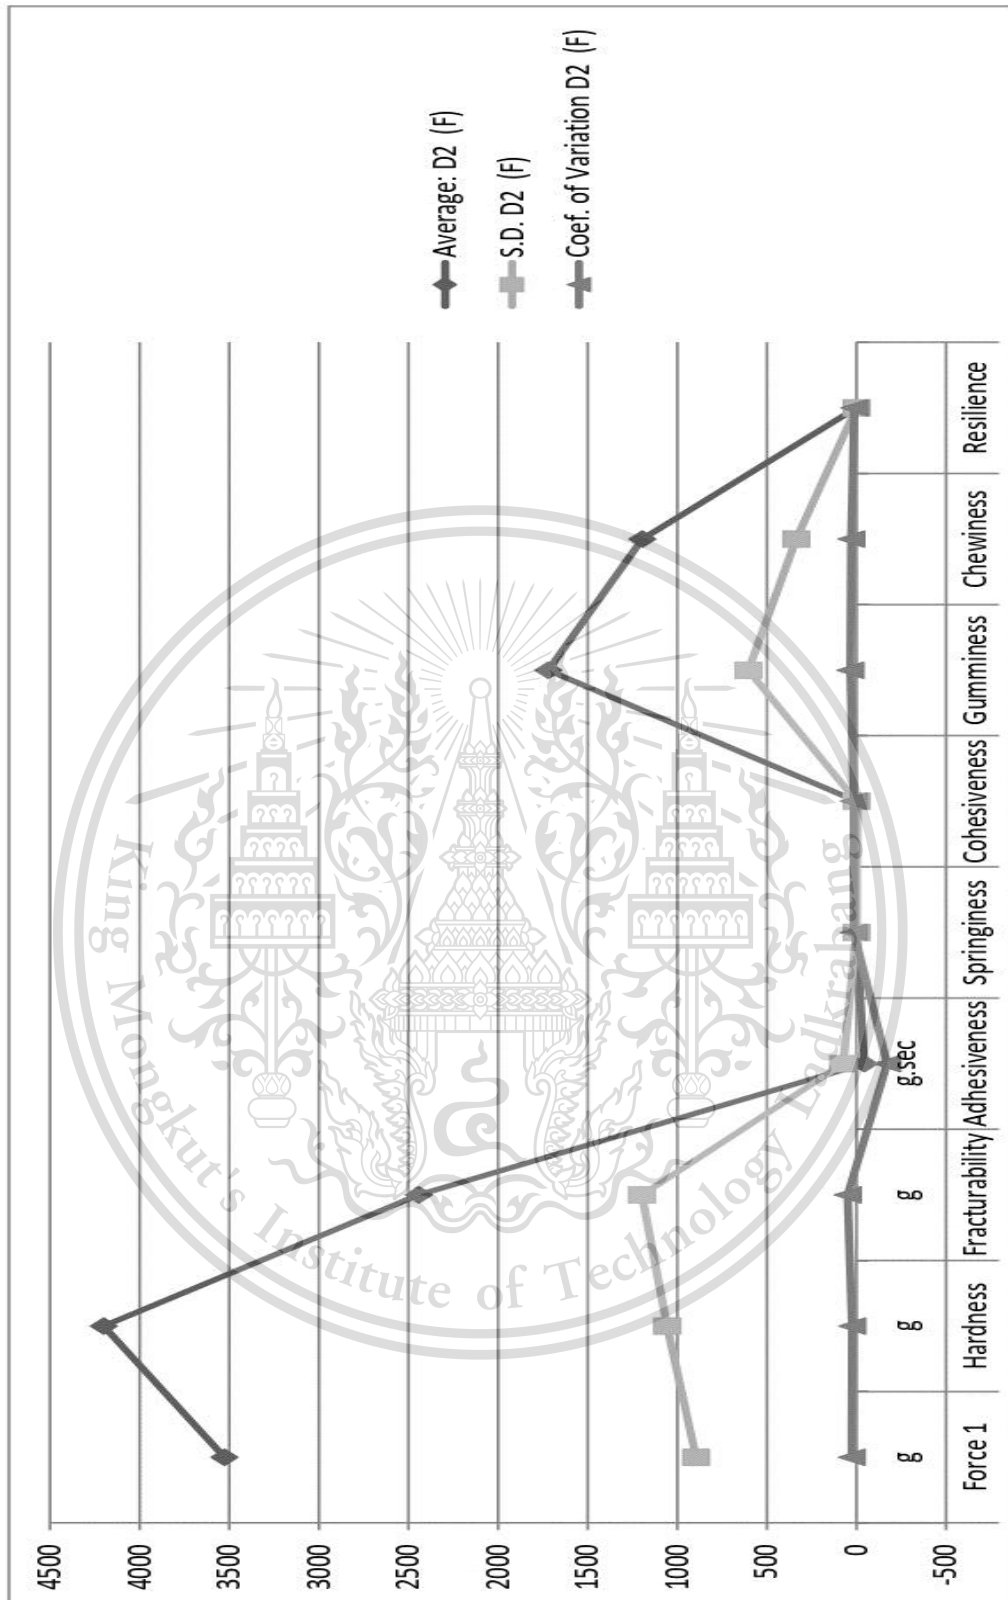 4500
4000
3500
3000
2500
2000
1500
1000
500
0
-500
g
g
g
g.sec
Force 1
Hardness
Fracturability
Adhesiveness
Springiness
Cohesiveness
Gumminess
Chewiness
Resilience
Average: D2 (F)
S.D. D2 (F)
Coef. of Variation D2 (F)
King Mongkut's Institute of Technology Ladkrabang